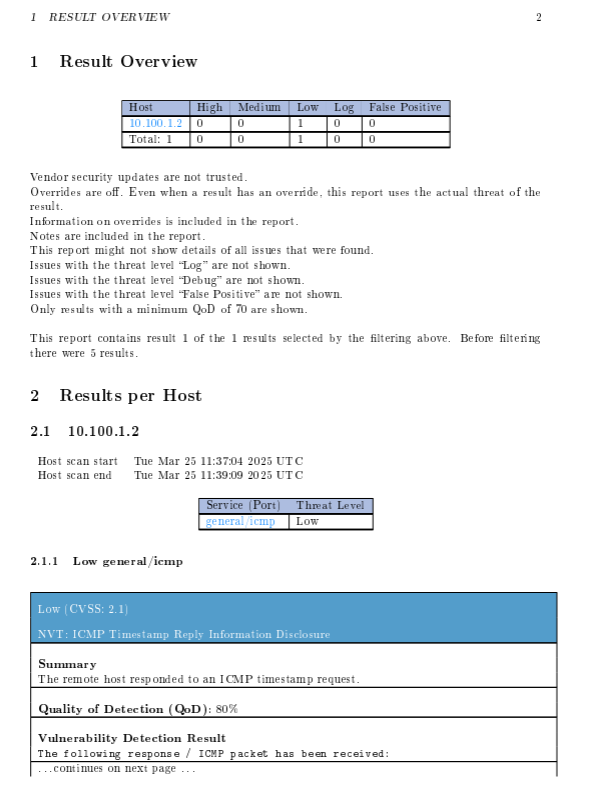 1 RESULT OVERVIEW 2
1 Result Overview
Host High Medium Low Log False Positive
10.100.1.2 0 0 1 0 0
Total: 1 0 0 1 0 0
Vendor security updates are not trusted.
Overrides are off. Even when a result has an override, this report uses the actual threat of the
result.
Information on overrides is included in the report.
Notes are included in the report.
This report might not show details of all issues that were found.
Issues with the threat level “Log” are not shown.
Issues with the threat level “Debug” are not shown.
Issues with the threat level “False Positive” are not shown.
Only results with a minimum QoD of 70 are shown.
This report contains result 1 of the 1 results selected by the filtering above. Before filtering
there were 5 results.
2 Results per Host
2.1 10.100.1.2
Host scan start Tue Mar 25 11:37:04 2025 UTC
Host scan end Tue Mar 25 11:39:09 2025 UTC
Service (Port) Threat Level
general/icmp Low
2.1.1 Low general/icmp
Low (CVSS: 2.1)
NVT: ICMP Timestamp Reply Information Disclosure
Summary
The remote host responded to an ICMP timestamp request.
Quality of Detection (QoD): 80%
Vulnerability Detection Result
The following response / ICMP packet has been received:
...continues on next page ...